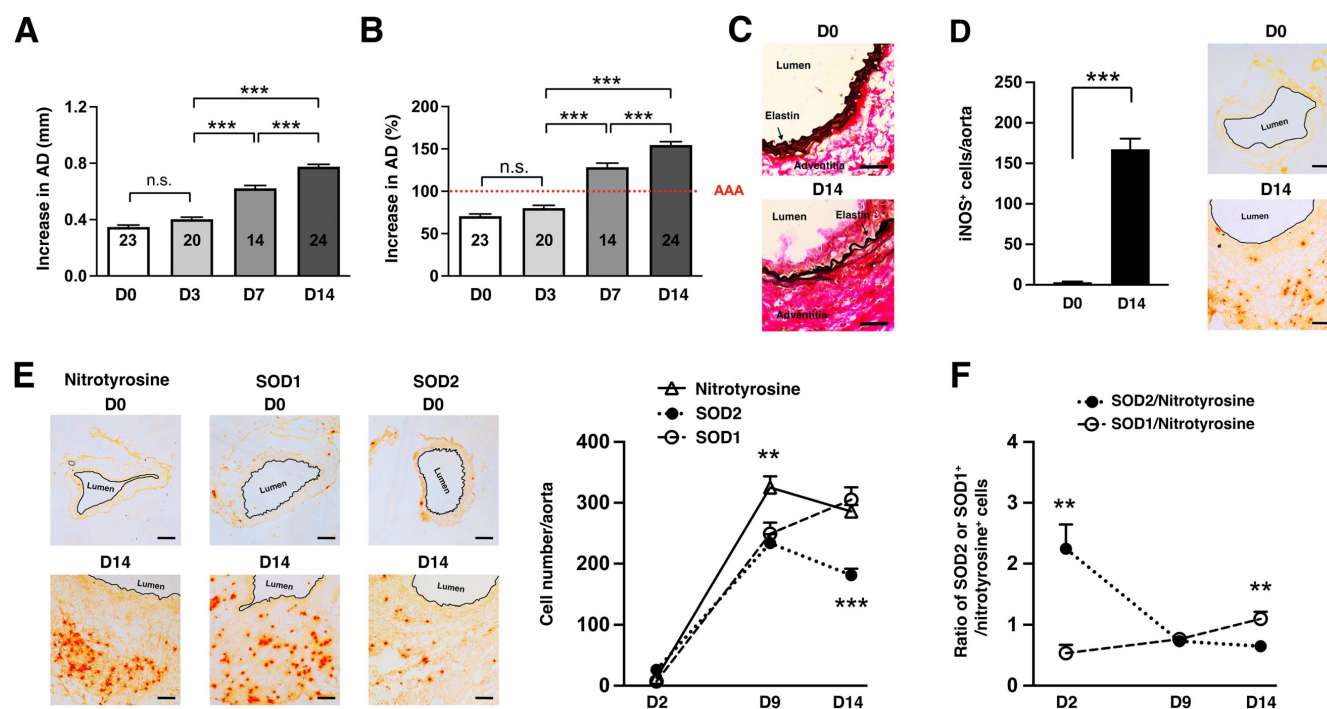 A
Increase in AD (mm)
1.2
0.8
0.4
0.0
***
***
***
n.s.
23
20
14
24
D0
D3
D7
D14
B
Increase in AD (%)
200
150
100
50
0
***
***
***
n.s.
AAA
23
20
14
24
D0
D3
D7
D14
C
D0
Lumen
Elastin
Adventitia
D14
Lumen
Elastin
Adventitia
D
iNOS⁺ cells/aorta
250
200
150
100
50
0
***
D0
D14
D0
Lumen
D14
Lumen
E
Nitrotyrosine
D0
Lumen
D14
Lumen
SOD1
D0
Lumen
D14
Lumen
SOD2
D0
Lumen
D14
Lumen
Nitrotyrosine
SOD2
SOD1
Cell number/aorta
400
300
200
100
0
**
***
D2
D9
D14
F
SOD2/Nitrotyrosine
SOD1/Nitrotyrosine
Ratio of SOD2 or SOD1⁺
/nitrotyrosine⁺ cells
4
3
2
1
0
**
**
D2
D9
D14